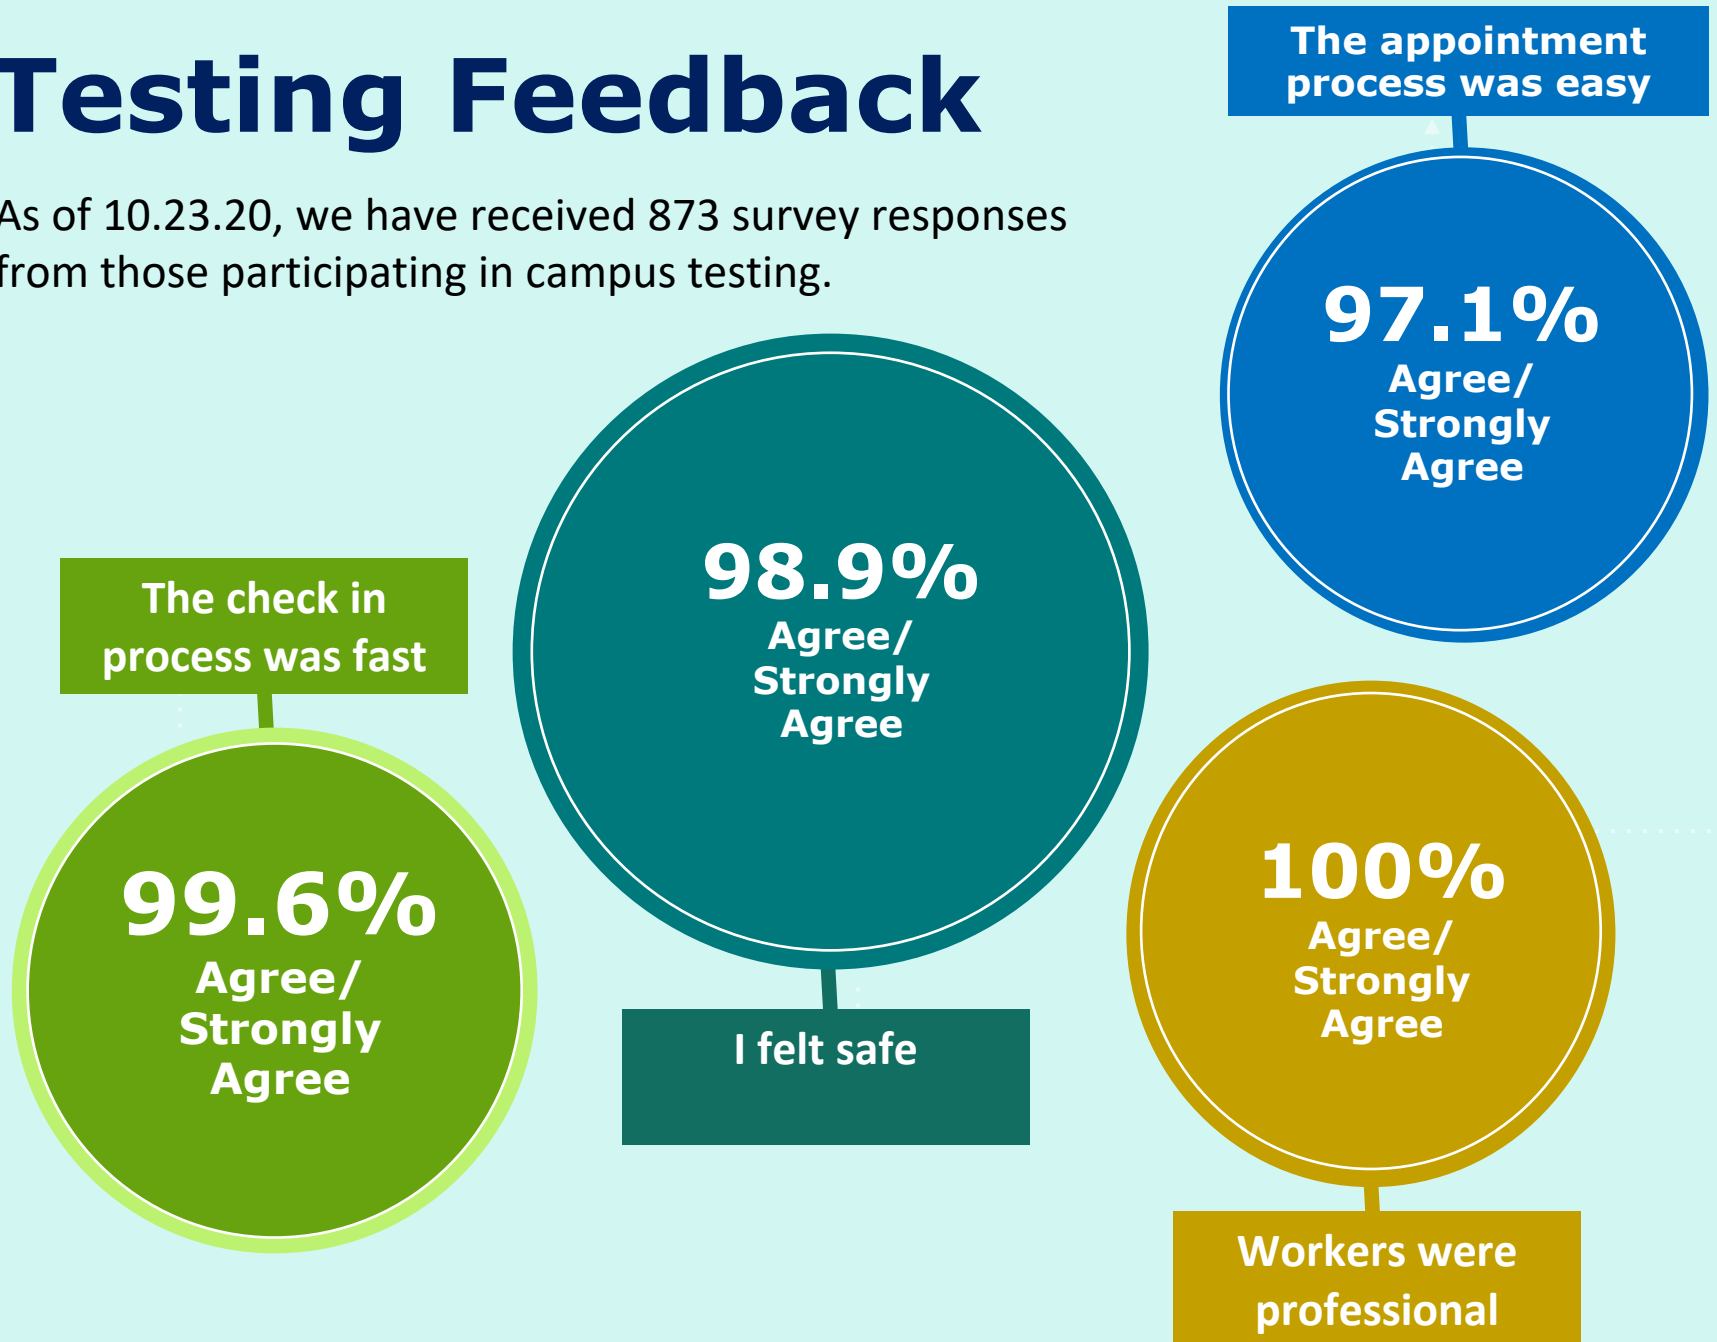 Testing Feedback
As of 10.23.20, we have received 873 survey responses
from those participating in campus testing.
The appointment
process was easy
97.1%
Agree/
Strongly
Agree
98.9%
Agree/
Strongly
Agree
I felt safe
The check in
process was fast
99.6%
Agree/
Strongly
Agree
100%
Agree/
Strongly
Agree
Workers were
professional